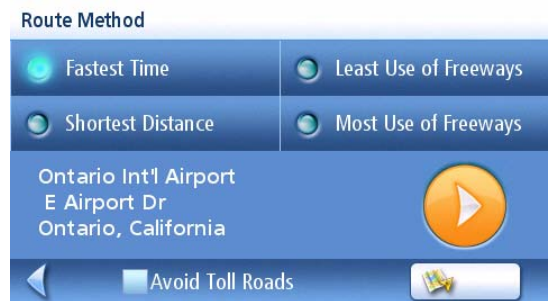 Route Method
Fastest Time
Least Use of Freeways
Shortest Distance
Most Use of Freeways
Ontario Int'l Airport
E Airport Dr
Ontario, California
Avoid Toll Roads